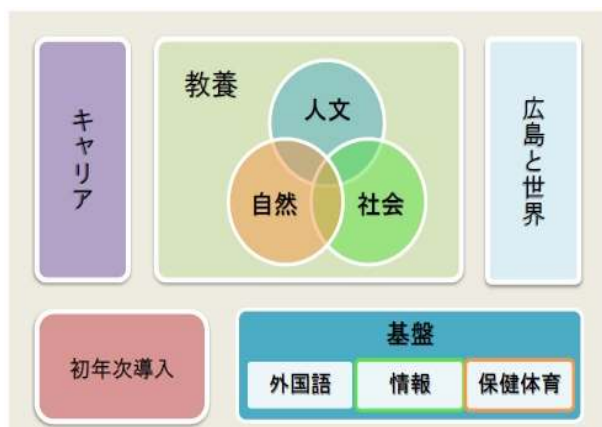 キャリア
教養
人文
自然
社会
広島と世界
初年次導入
基盤
外国語
情報
保健体育